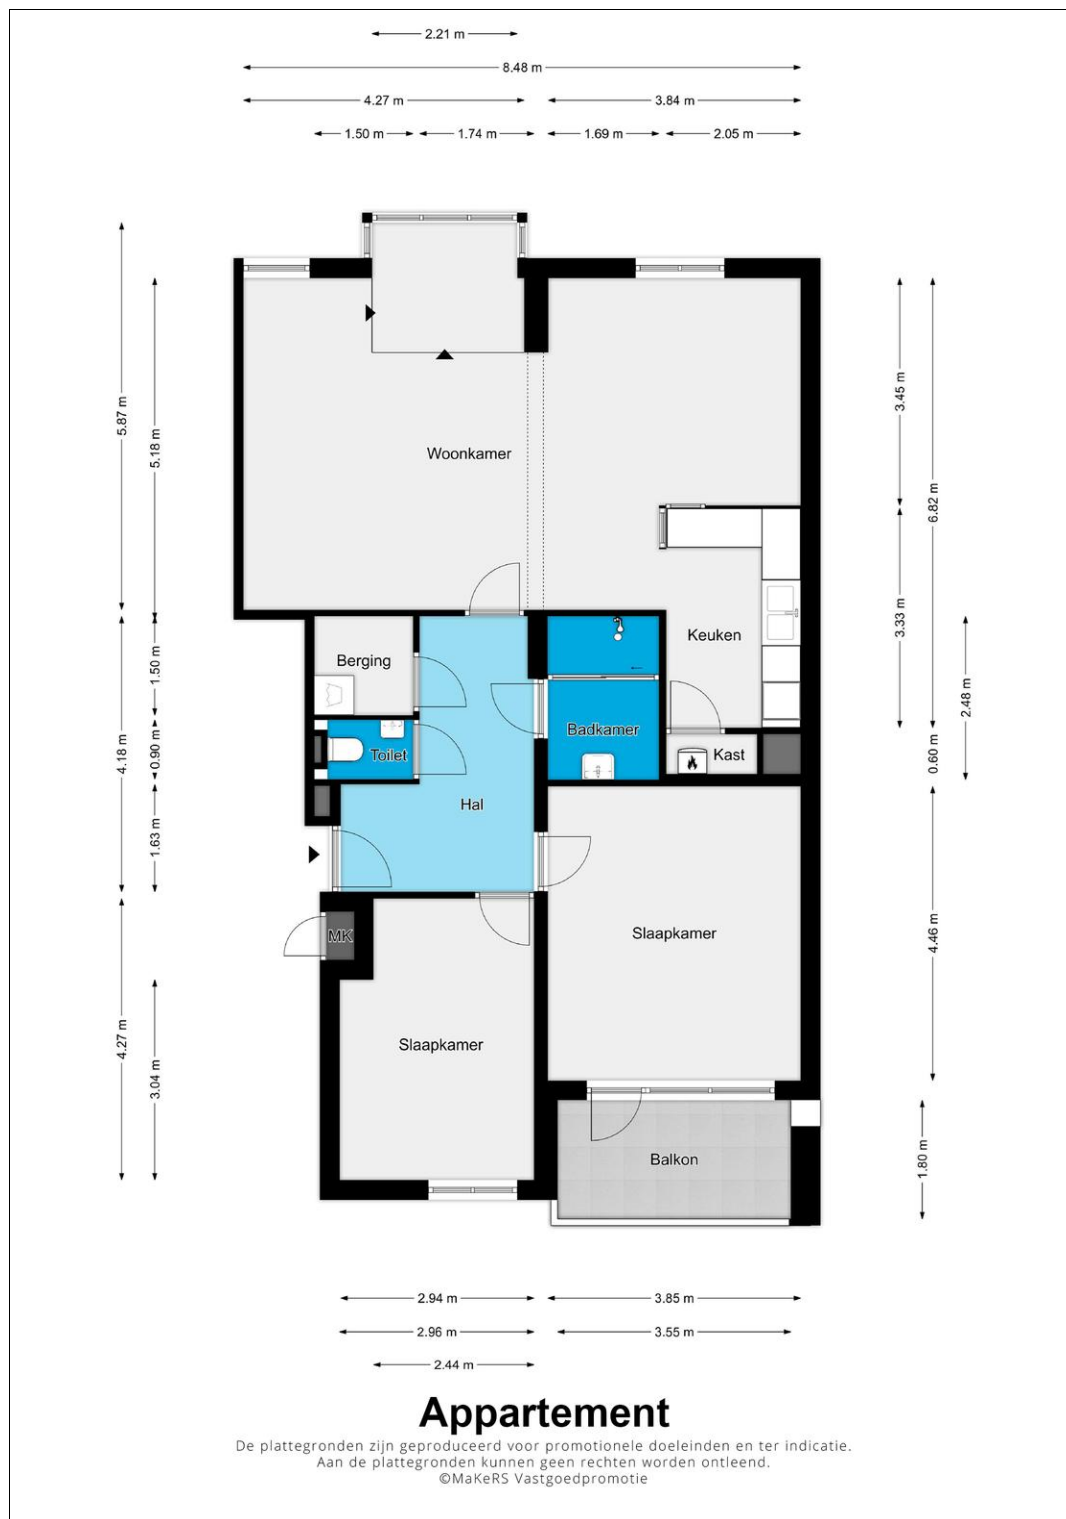 2.21 m
8.48 m
4.27 m
3.84 m
1.50 m
1.74 m
1.69 m
2.05 m
5.87 m
5.18 m
3.45 m
6.82 m
Woonkamer
3.33 m
Keuken
Berging
1.50 m
2.48 m
Badkamer
Toilet
Kast
4.18 m
0.90 m
0.60 m
Hal
1.63 m
MK
Slaapkamer
4.46 m
Slaapkamer
4.27 m
3.04 m
Balkon
1.80 m
2.94 m
3.85 m
2.96 m
3.55 m
2.44 m
Appartement
De plattegronden zijn geproduceerd voor promotionele doeleinden en ter indicatie.
Aan de plattegronden kunnen geen rechten worden ontleend.
©MaKeRS Vastgoedpromotie